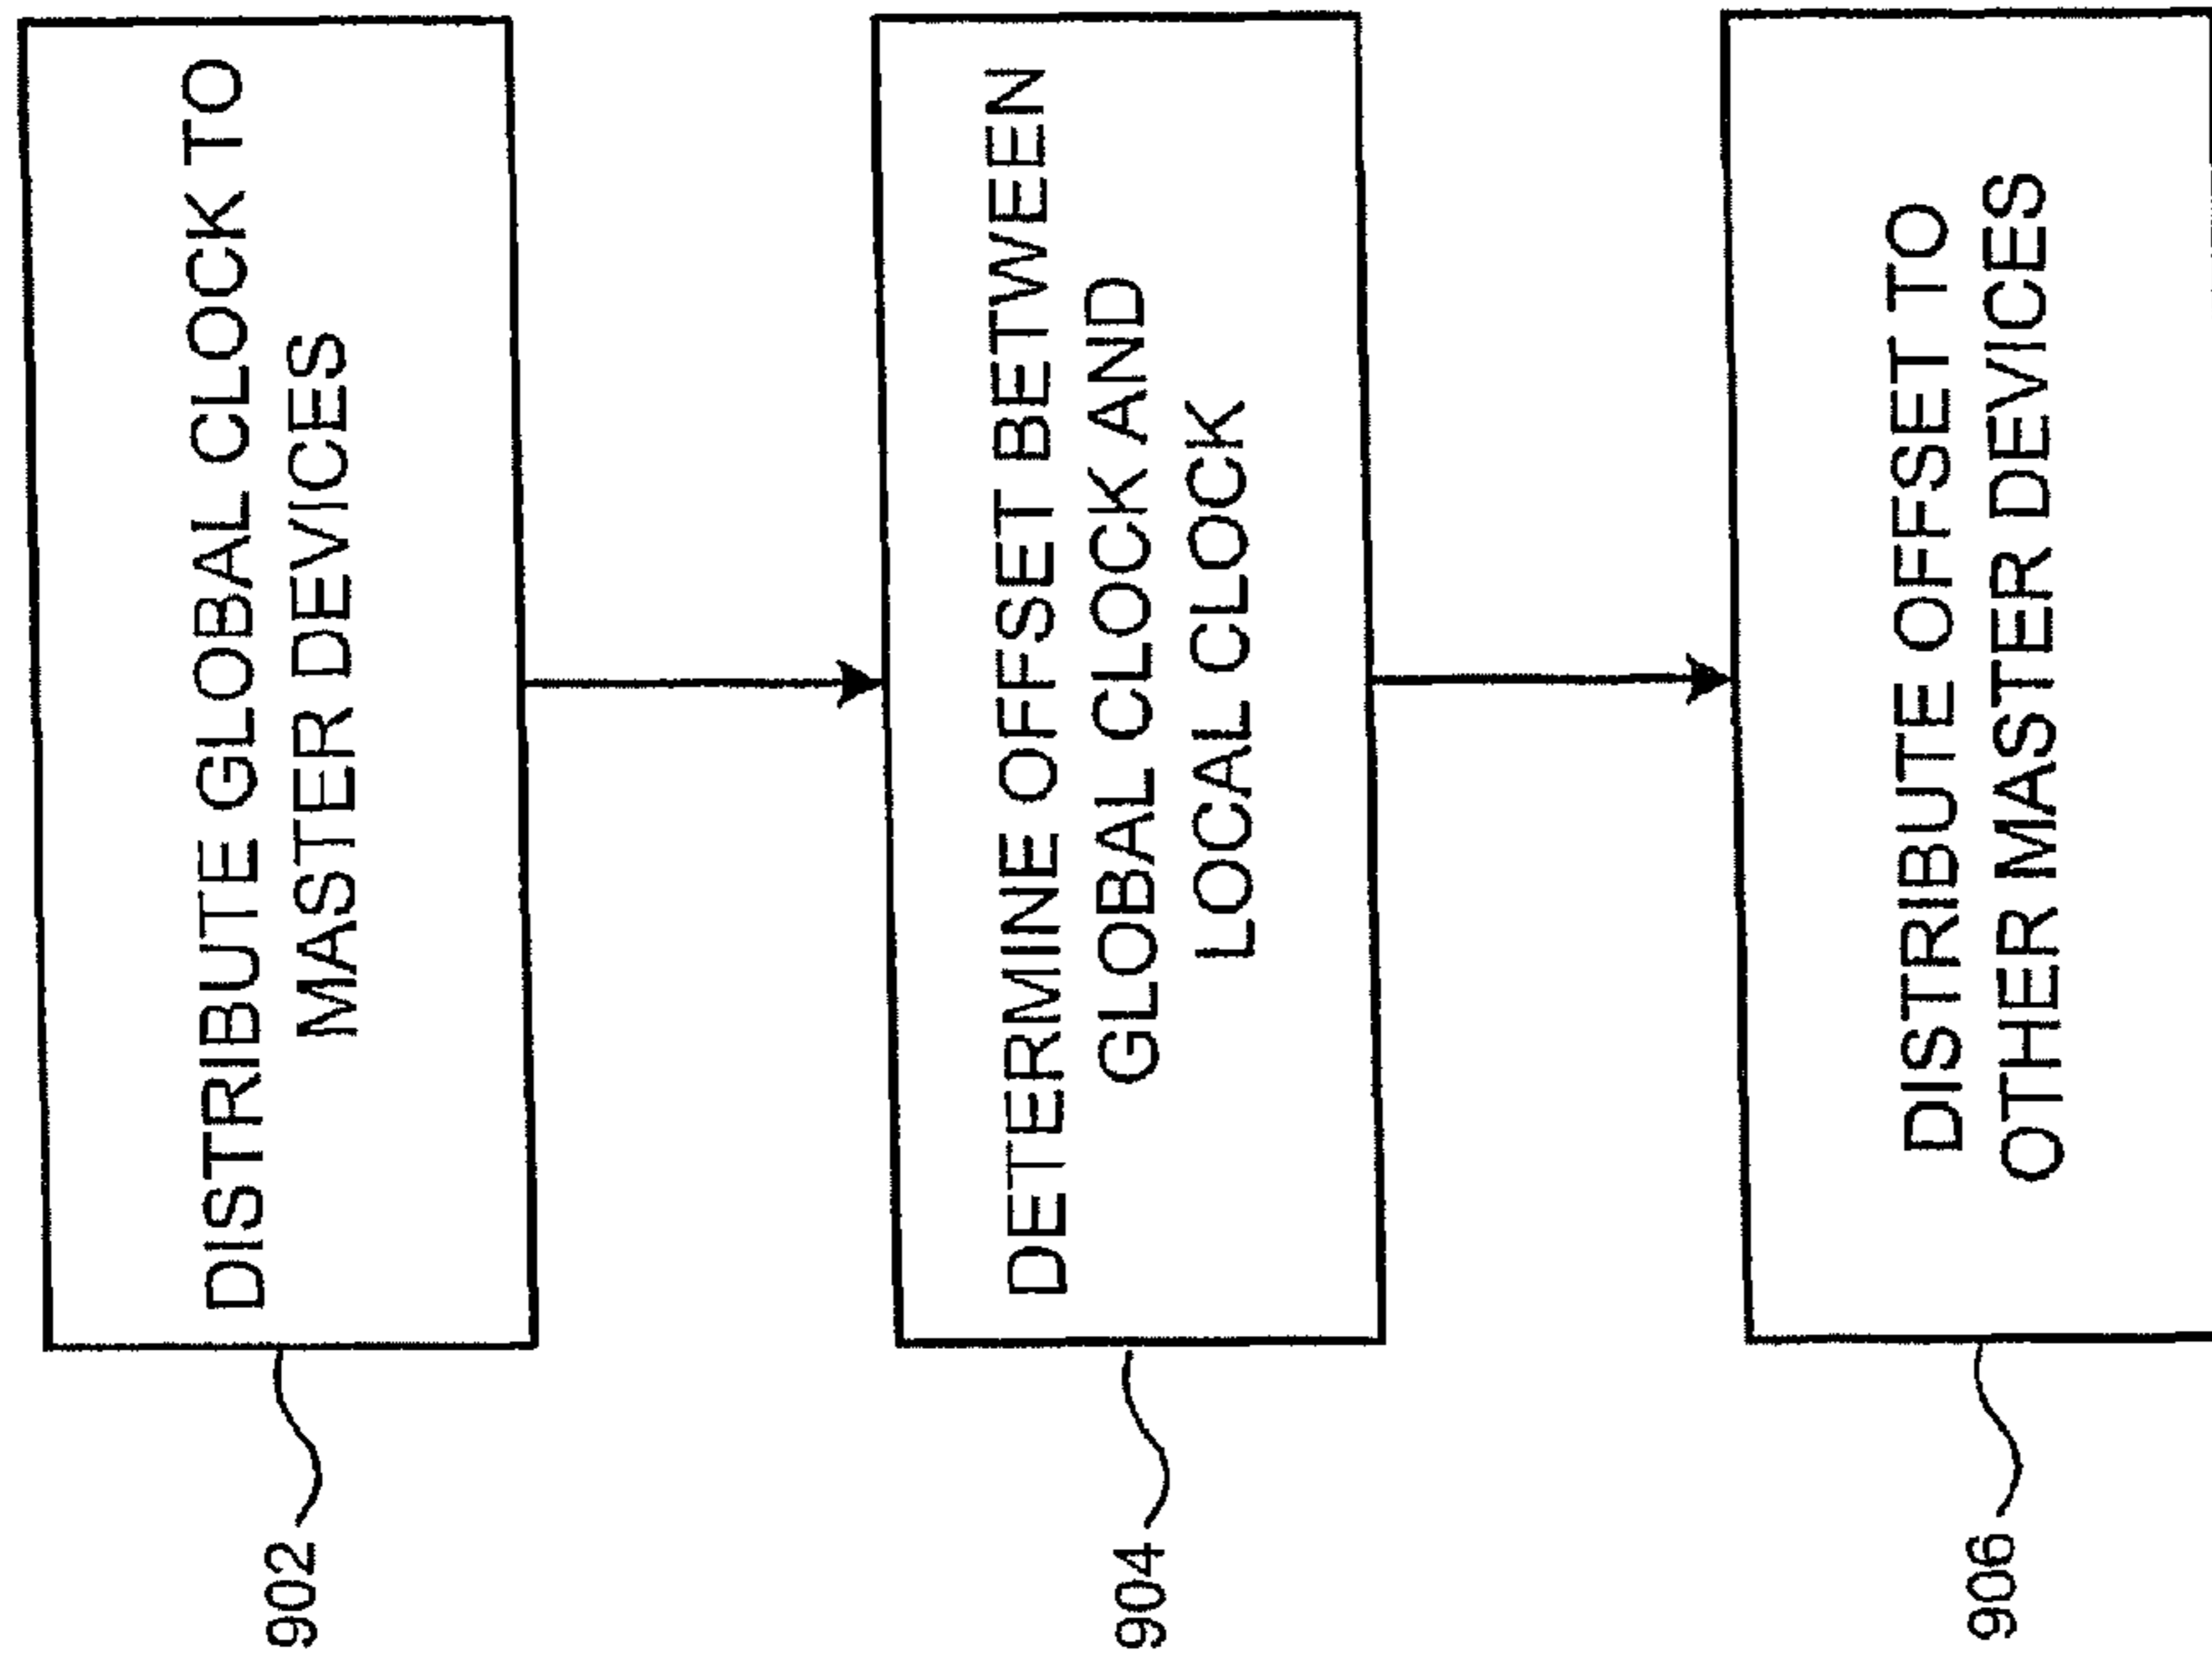 902
DISTRIBUTE GLOBAL CLOCK TO
MASTER DEVICES
904
DETERMINE OFFSET BETWEEN
GLOBAL CLOCK AND
LOCAL CLOCK
906
DISTRIBUTE OFFSET TO
OTHER MASTER DEVICES